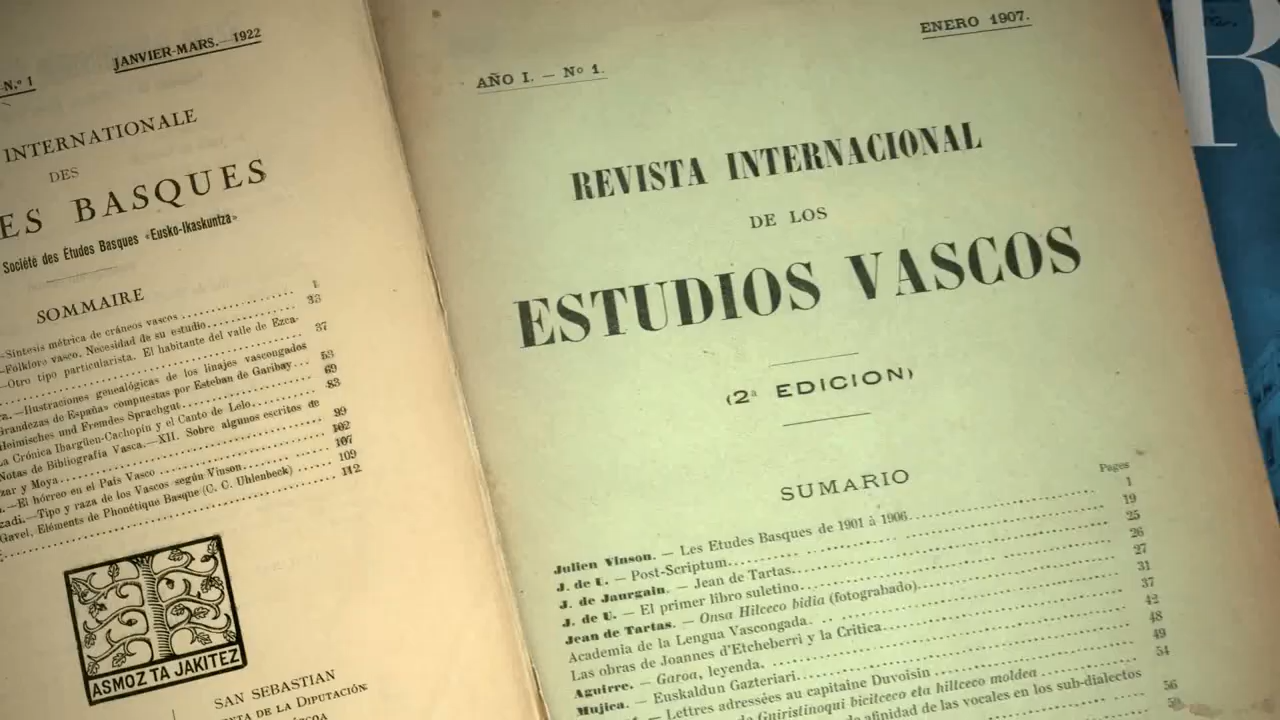 N.º 1
JANVIER-MARS.—1922
INTERNATIONALE
DES
ES BASQUES
Société des Etudes Basques «Eusko-Ikaskuntza»
SOMMAIRE
—Síntesis métrica de cráneos vascos 1
—Folklore vasco. Necesidad de su estudio 33
—Otro tipo particularista. El habitante del valle de Ezca-
37
—Ilustraciones genealógicas de los linajes vascongados
Grandezas de España» compuestas por Esteban de Garibay 53
Heimisches und Fremdes Sprachgut 69
La Crónica Ibargüen-Cachopín y el Canto de Lelo 83
Notas de Bibliografía Vasca.—XII. Sobre algunos escritos de
zar y Moya 99
—El hórreo en el País Vasco 102
zadi.—Tipo y raza de los Vascos según Vinson 107
Gavel, Eléments de Phonétique Basque (C. C. Uhlenbeck) 109
112
ASMOZ TA JAKITEZ
SAN SEBASTIAN
NTA DE LA DIPUTACIÓN
AÑO I. — Nº 1.
ENERO 1907.
REVISTA INTERNACIONAL
DE LOS
ESTUDIOS VASCOS
(2ª EDICION)
SUMARIO
Pages
Julien Vinson. — Les Etudes Basques de 1901 à 1906 1
J. de U. — Post-Scriptum 19
J. de Jaurgain. — Jean de Tartas 25
J. de U. — El primer libro suletino 26
Jean de Tartas. — Onsa Hilceco bidia (fotograbado) 27
Academia de la Lengua Vascongada 31
Las obras de Joannes d'Etcheberri y la Crítica 37
Aguirre. — Garoa, leyenda. 42
Mujica. — Euskaldun Gazteriari 48
— Lettres adressées au capitaine Duvoisin 49
Guiristinoqui bicitceco eta hiltceco moldea 54
afinidad de las vocales en los sub-dialectos
56
R